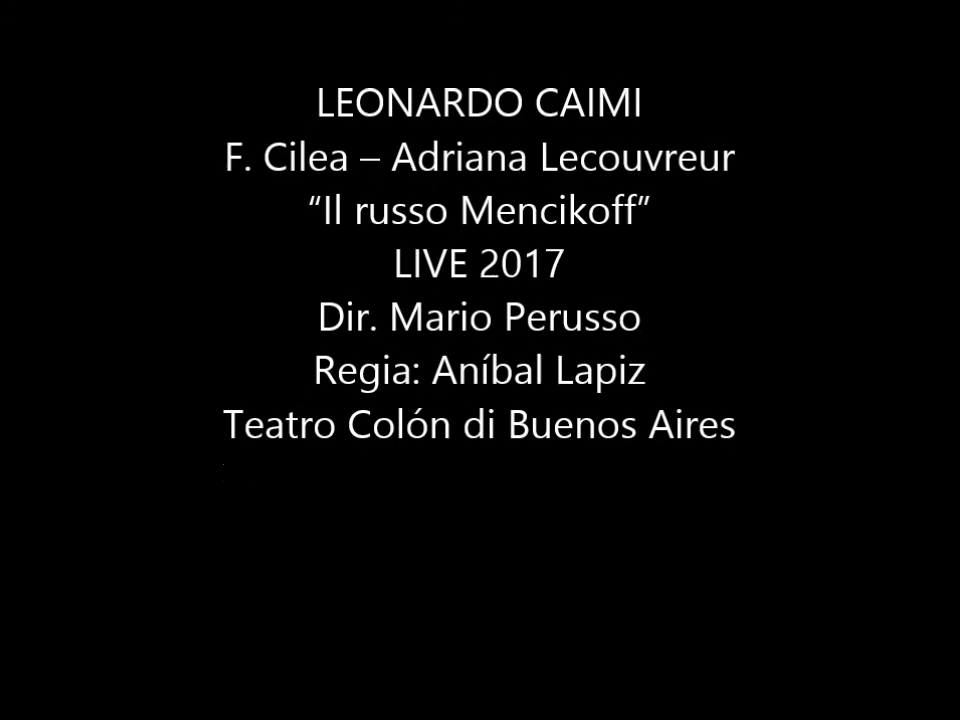 LEONARDO CAIMI
F. Cilea – Adriana Lecouvreur
“Il russo Mencikoff”
LIVE 2017
Dir. Mario Perusso
Regia: Aníbal Lapiz
Teatro Colón di Buenos Aires